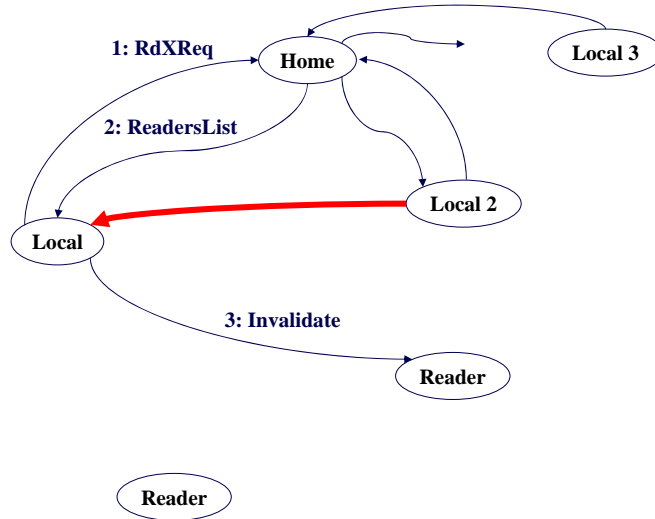 1: RdXReq
Home
Local 3
2: ReadersList
Local 2
Local
3: Invalidate
Reader
Reader